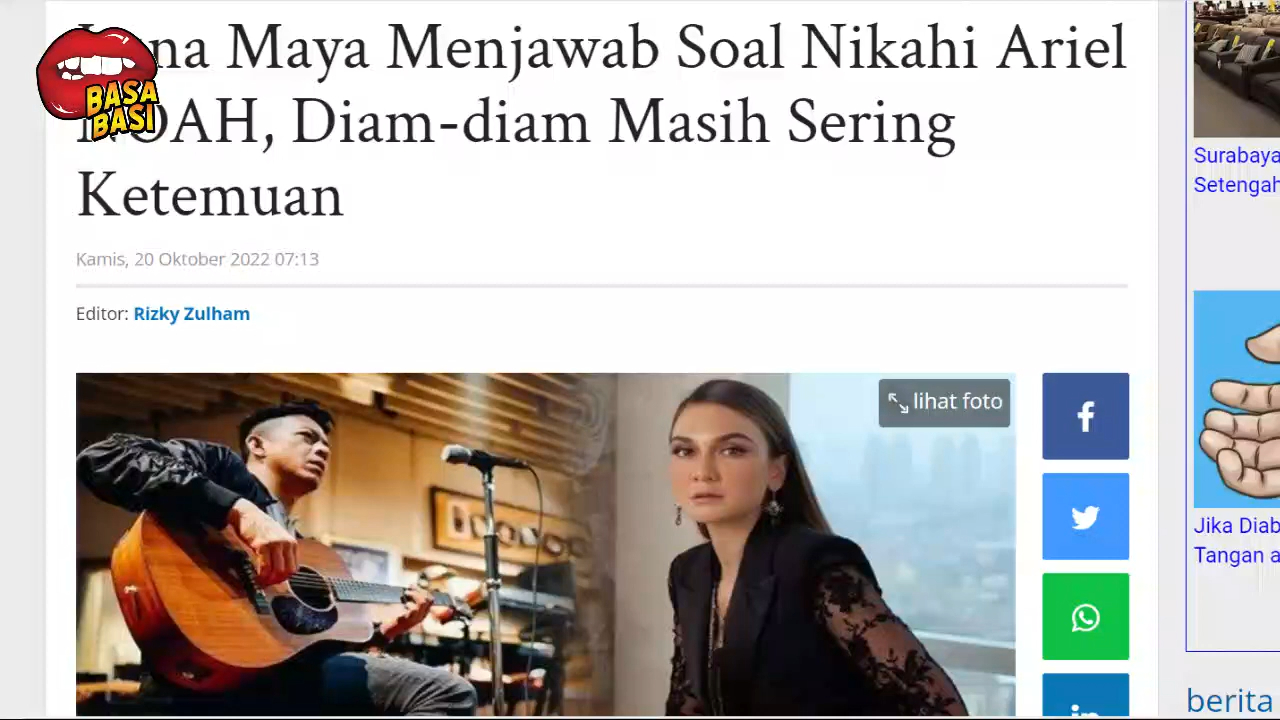 na Maya Menjawab Soal Nikahi Ariel
OAH, Diam-diam Masih Sering
Ketemuan
BASA
BASI
Kamis, 20 Oktober 2022 07:13
Editor: Rizky Zulham
lihat foto
Surabaya
Setengah
Jika Diab
Tangan a
berita